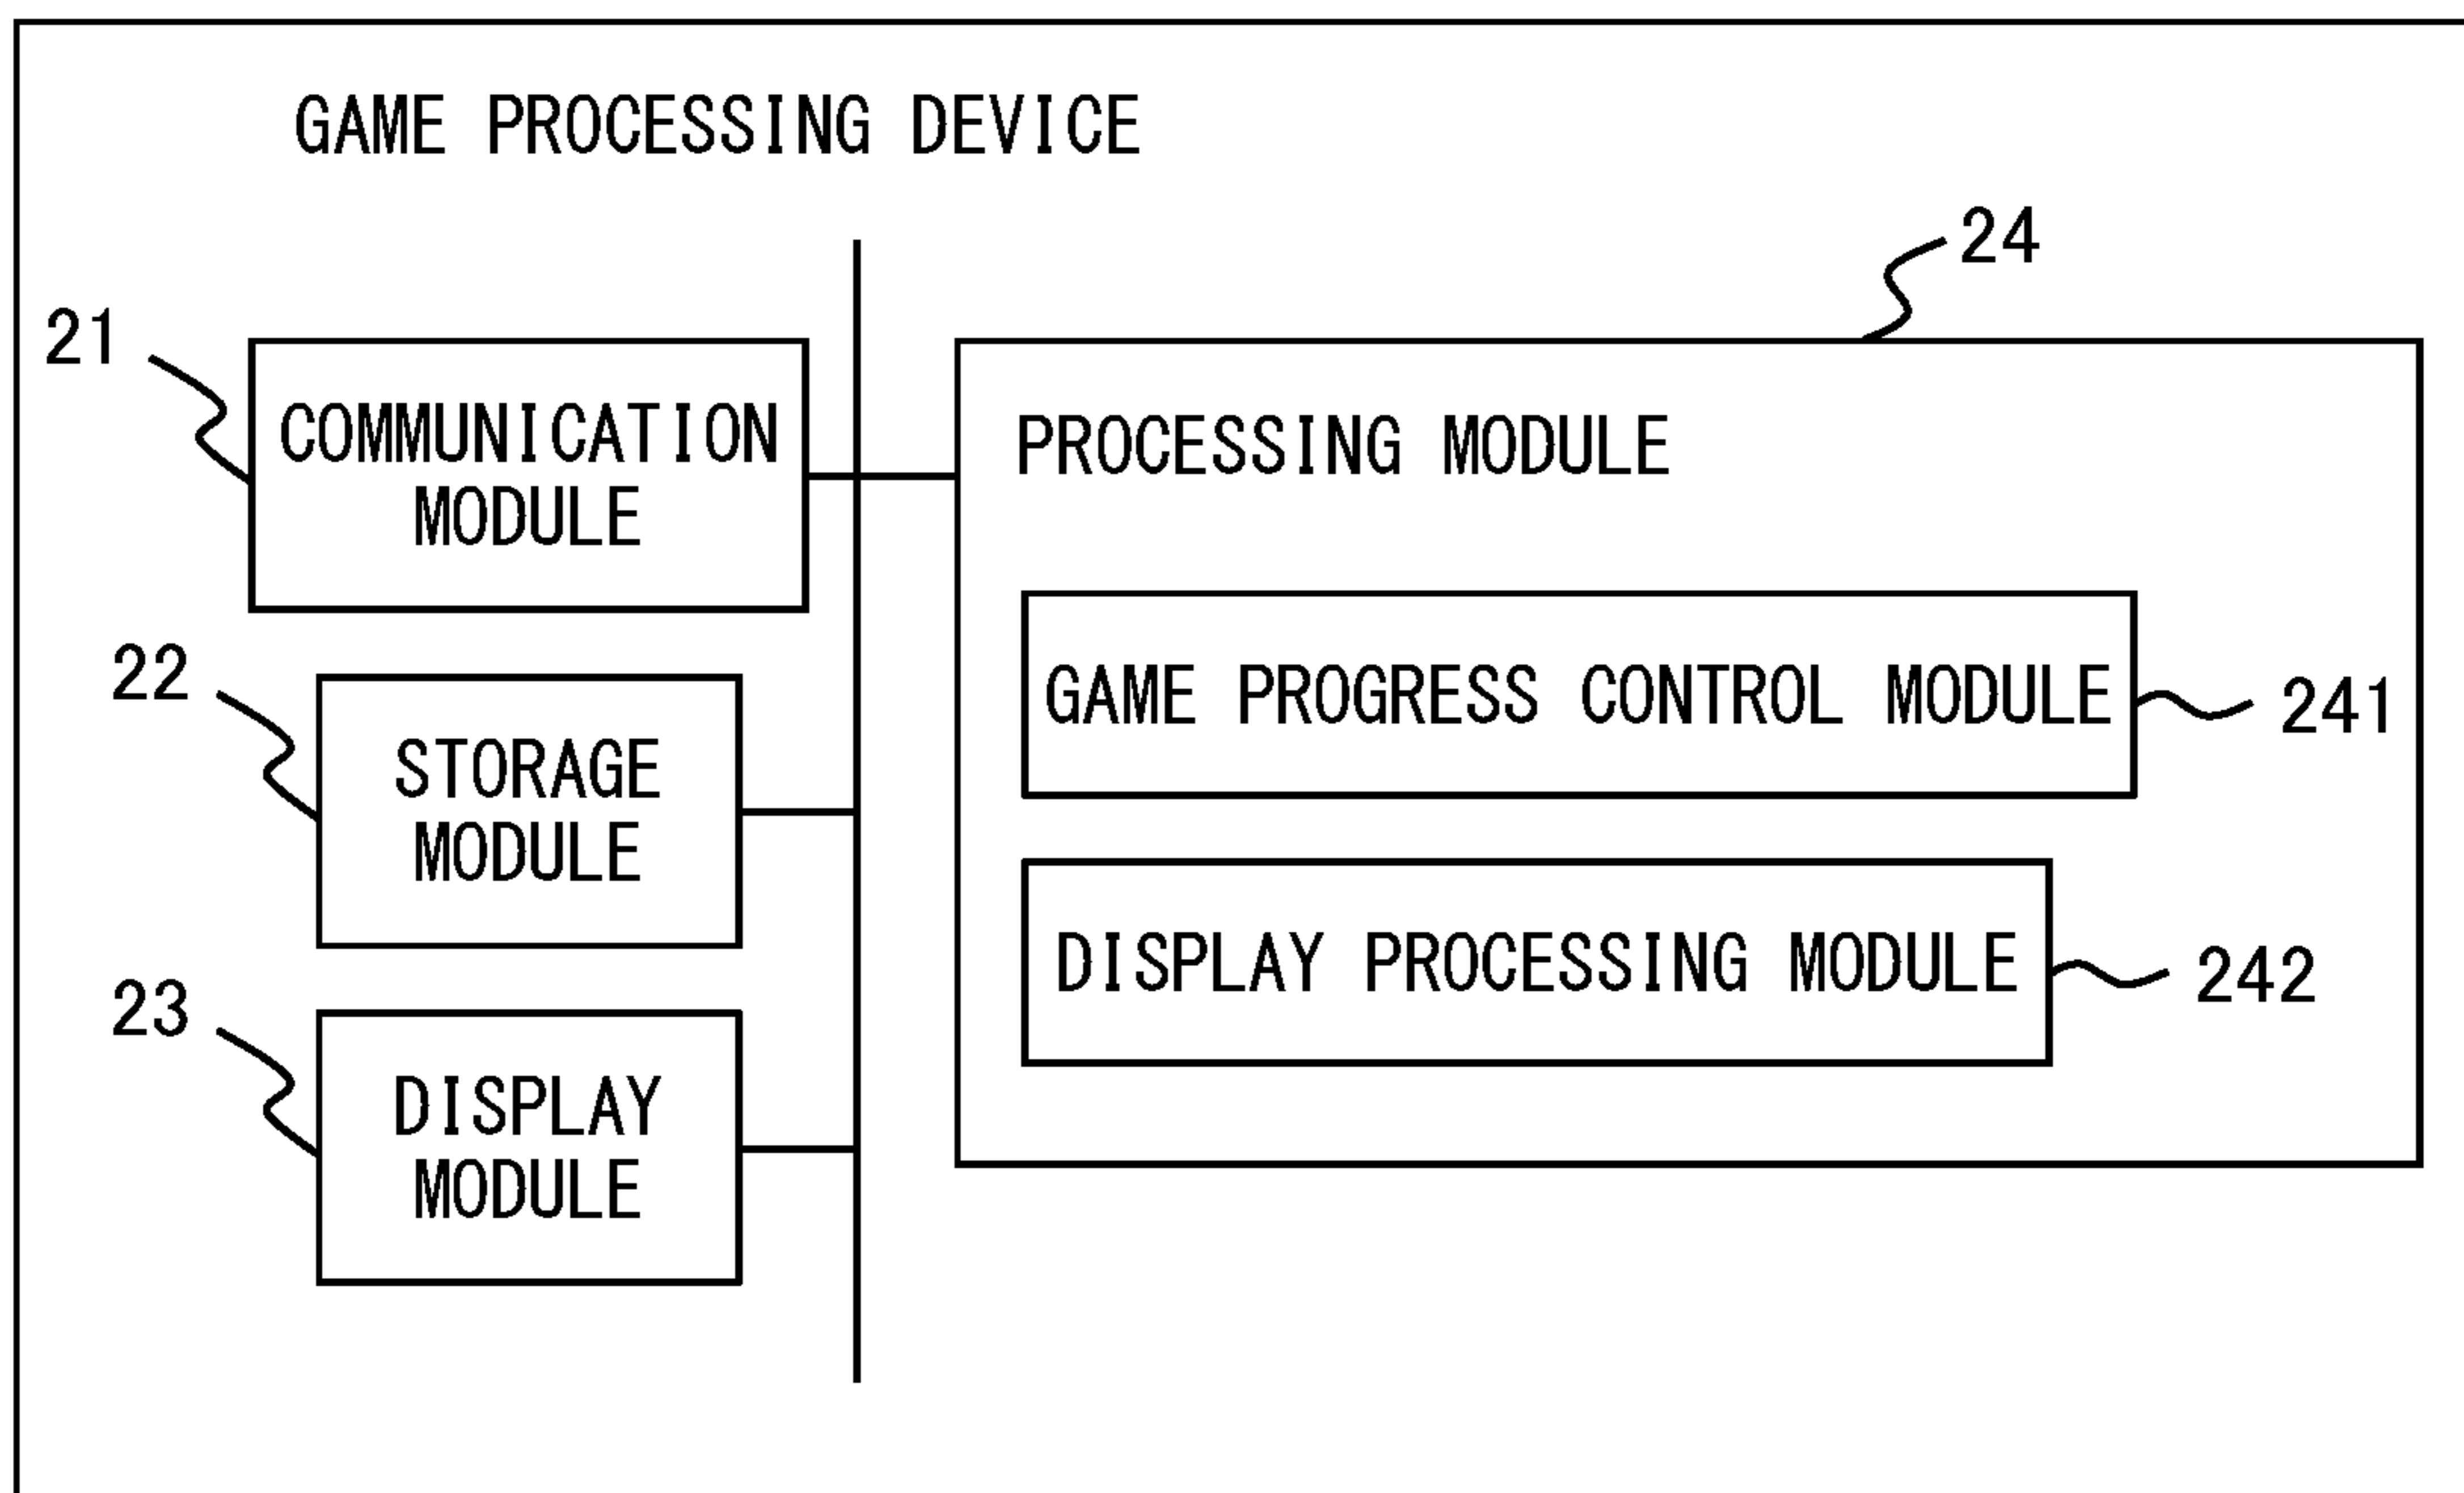 GAME PROCESSING DEVICE
24
21
COMMUNICATION
MODULE
PROCESSING MODULE
22
STORAGE
MODULE
GAME PROGRESS CONTROL MODULE
241
23
DISPLAY
MODULE
DISPLAY PROCESSING MODULE
242